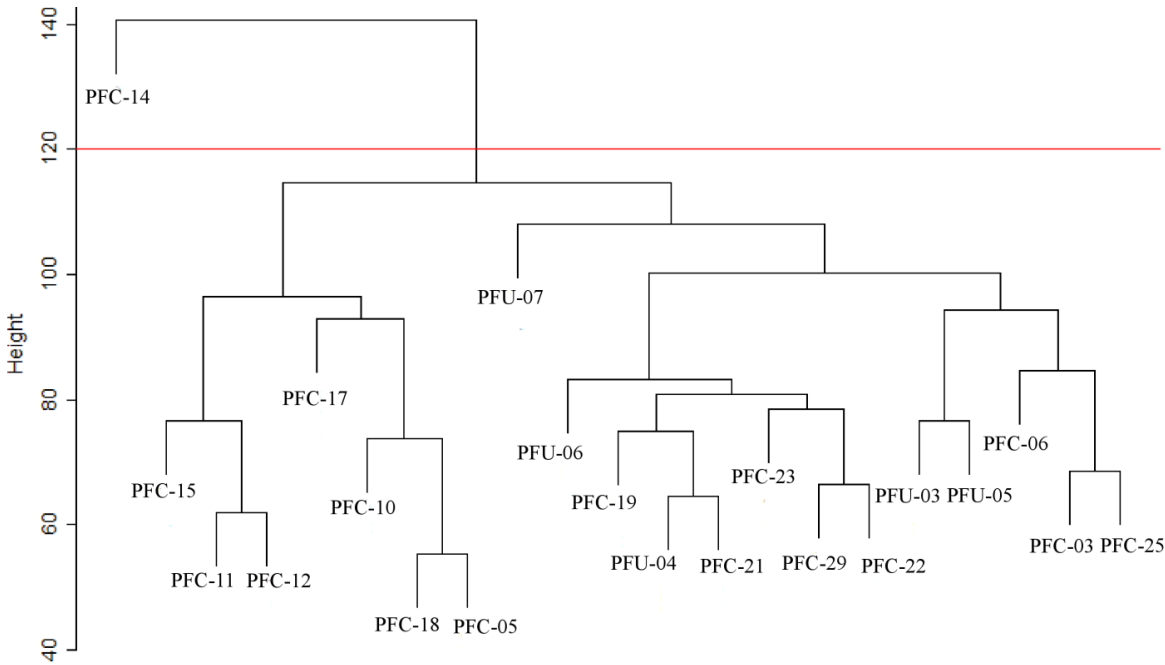 140
PFC-14
120
100
PFU-07
Height
80
PFC-17
PFC-06
PFU-06
PFC-23
PFC-15
PFC-19
PFU-03 PFU-05
PFC-10
60
PFC-03 PFC-25
PFU-04 PFC-21 PFC-29 PFC-22
PFC-11 PFC-12
PFC-18 PFC-05
40